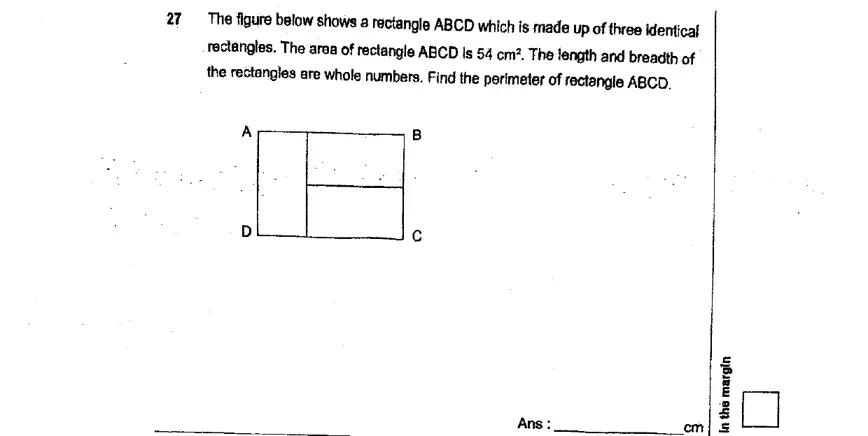 27 The figure below shows a rectangle ABCD which is made up of three identical
rectangles. The area of rectangle ABCD is 54 cm². The length and breadth of
the rectangles are whole numbers. Find the perimeter of rectangle ABCD.
A B
D C
In the margin
Ans : ____________ cm